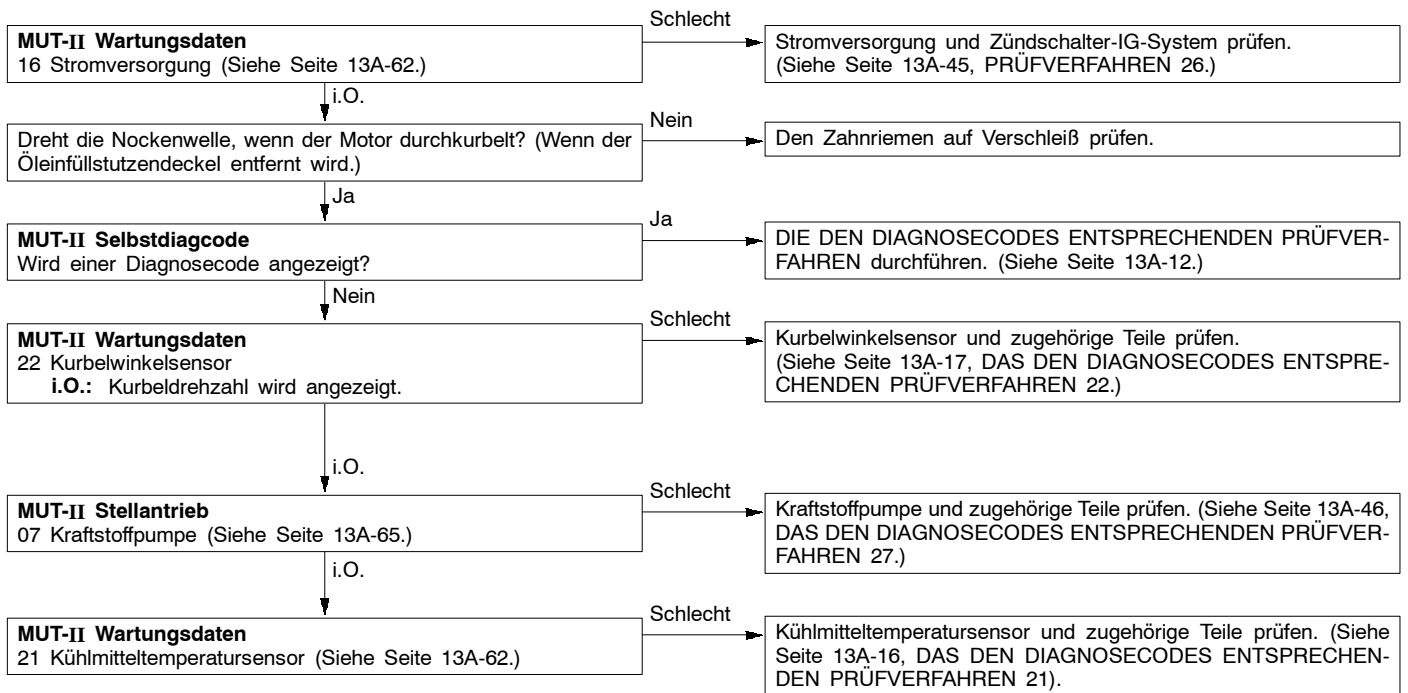 Schlecht
MUT-II Wartungsdaten
16 Stromversorgung (Siehe Seite 13A-62.)
Stromversorgung und Zündschalter-IG-System prüfen.
(Siehe Seite 13A-45, PRÜFVERFAHREN 26.)
i.O.
Nein
Dreht die Nockenwelle, wenn der Motor durchkurbelt? (Wenn der
Öleinfüllstutzendeckel entfernt wird.)
Den Zahnriemen auf Verschleiß prüfen.
Ja
Ja
MUT-II Selbstdiagcode
Wird einer Diagnosecode angezeigt?
DIE DEN DIAGNOSECODES ENTSPRECHENDEN PRÜFVER-
FAHREN durchführen. (Siehe Seite 13A-12.)
Nein
Schlecht
MUT-II Wartungsdaten
22 Kurbelwinkelsensor
i.O.: Kurbeldrehzahl wird angezeigt.
Kurbelwinkelsensor und zugehörige Teile prüfen.
(Siehe Seite 13A-17, DAS DEN DIAGNOSECODES ENTSPRE-
CHENDEN PRÜFVERFAHREN 22.)
i.O.
Schlecht
MUT-II Stellantrieb
07 Kraftstoffpumpe (Siehe Seite 13A-65.)
Kraftstoffpumpe und zugehörige Teile prüfen. (Siehe Seite 13A-46,
DAS DEN DIAGNOSECODES ENTSPRECHENDEN PRÜFVER-
FAHREN 27.)
i.O.
Schlecht
MUT-II Wartungsdaten
21 Kühlmitteltemperatursensor (Siehe Seite 13A-62.)
Kühlmitteltemperatursensor und zugehörige Teile prüfen. (Siehe
Seite 13A-16, DAS DEN DIAGNOSECODES ENTSPRECHEN-
DEN PRÜFVERFAHREN 21).